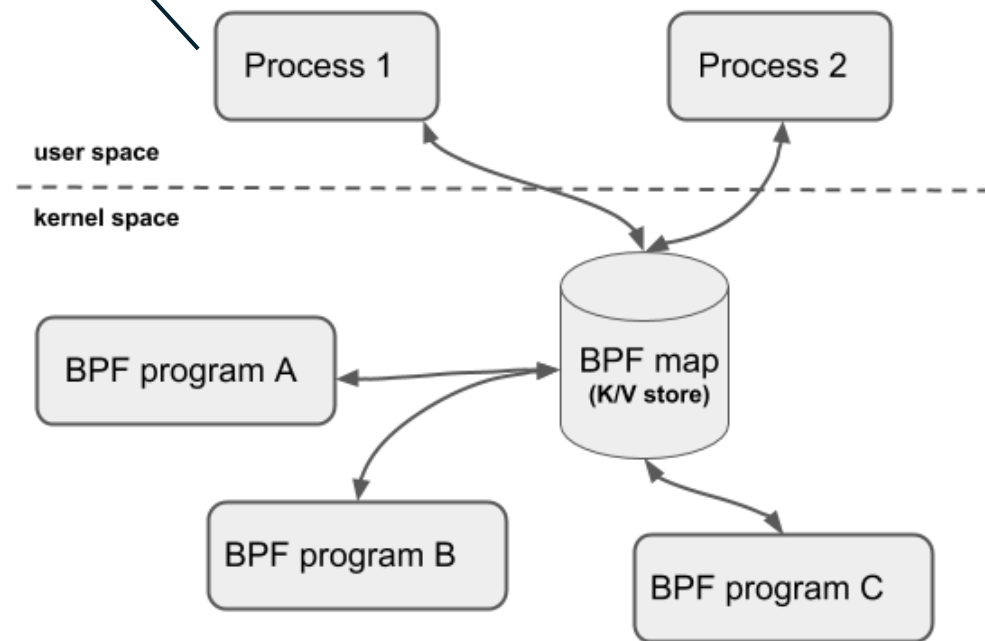 Process 1
Process 2
user space
kernel space
BPF map
(K/V store)
BPF program A
BPF program B
BPF program C